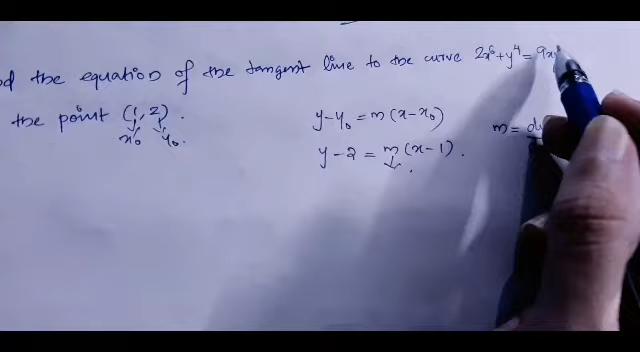 the equation of the tangent line to the curve 2x⁶+y⁴=9x
the point (1, 2).
x₀ y₀.
y-y₀ = m(x-x₀)
y-2 = m(x-1).
m =